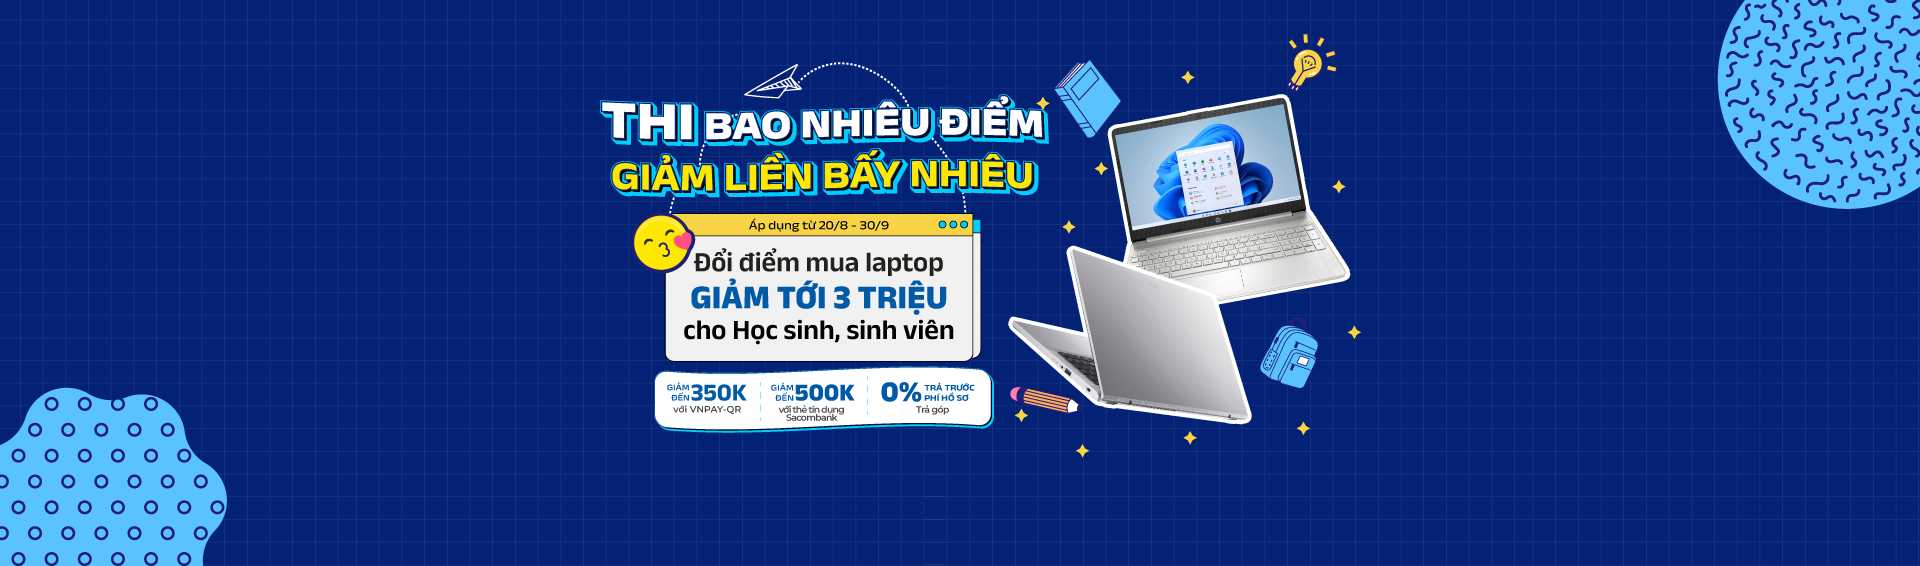 THI BAO NHIÊU ĐIỂM
GIẢM LIỀN BẤY NHIÊU
Áp dụng từ 20/8 - 30/9
Đổi điểm mua laptop
GIẢM TỚI 3 TRIỆU
cho Học sinh, sinh viên
GIẢM ĐẾN 350K
với VNPAY-QR
GIẢM ĐẾN 500K
với thẻ tín dụng
Sacombank
0% TRẢ TRƯỚC
PHÍ HỒ SƠ
Trả góp